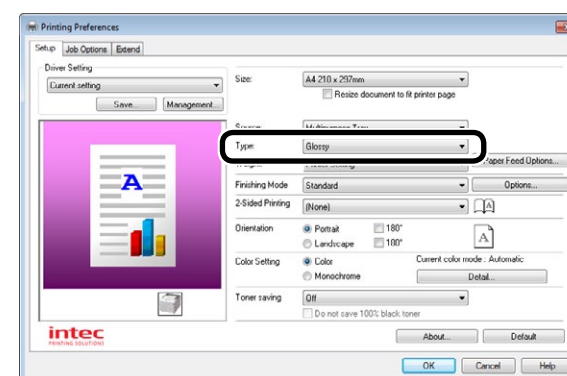 Printing Preferences
Setup Job Options Extend
Driver Setting
Current setting
Save... Management...
Size: A4 210 x 297mm
Resize document to fit printer page
Type: Glossy
Paper Feed Options...
Finishing Mode Standard Options...
2-Sided Printing (None)
A
Orientation Portrait 180°
Landscape 180°
A
Color Setting Color Current color mode : Automatic
Monochrome Detail...
Toner saving Off
Do not save 100% black toner
intec
PRINTING SOLUTIONS
About... Default
OK Cancel Help